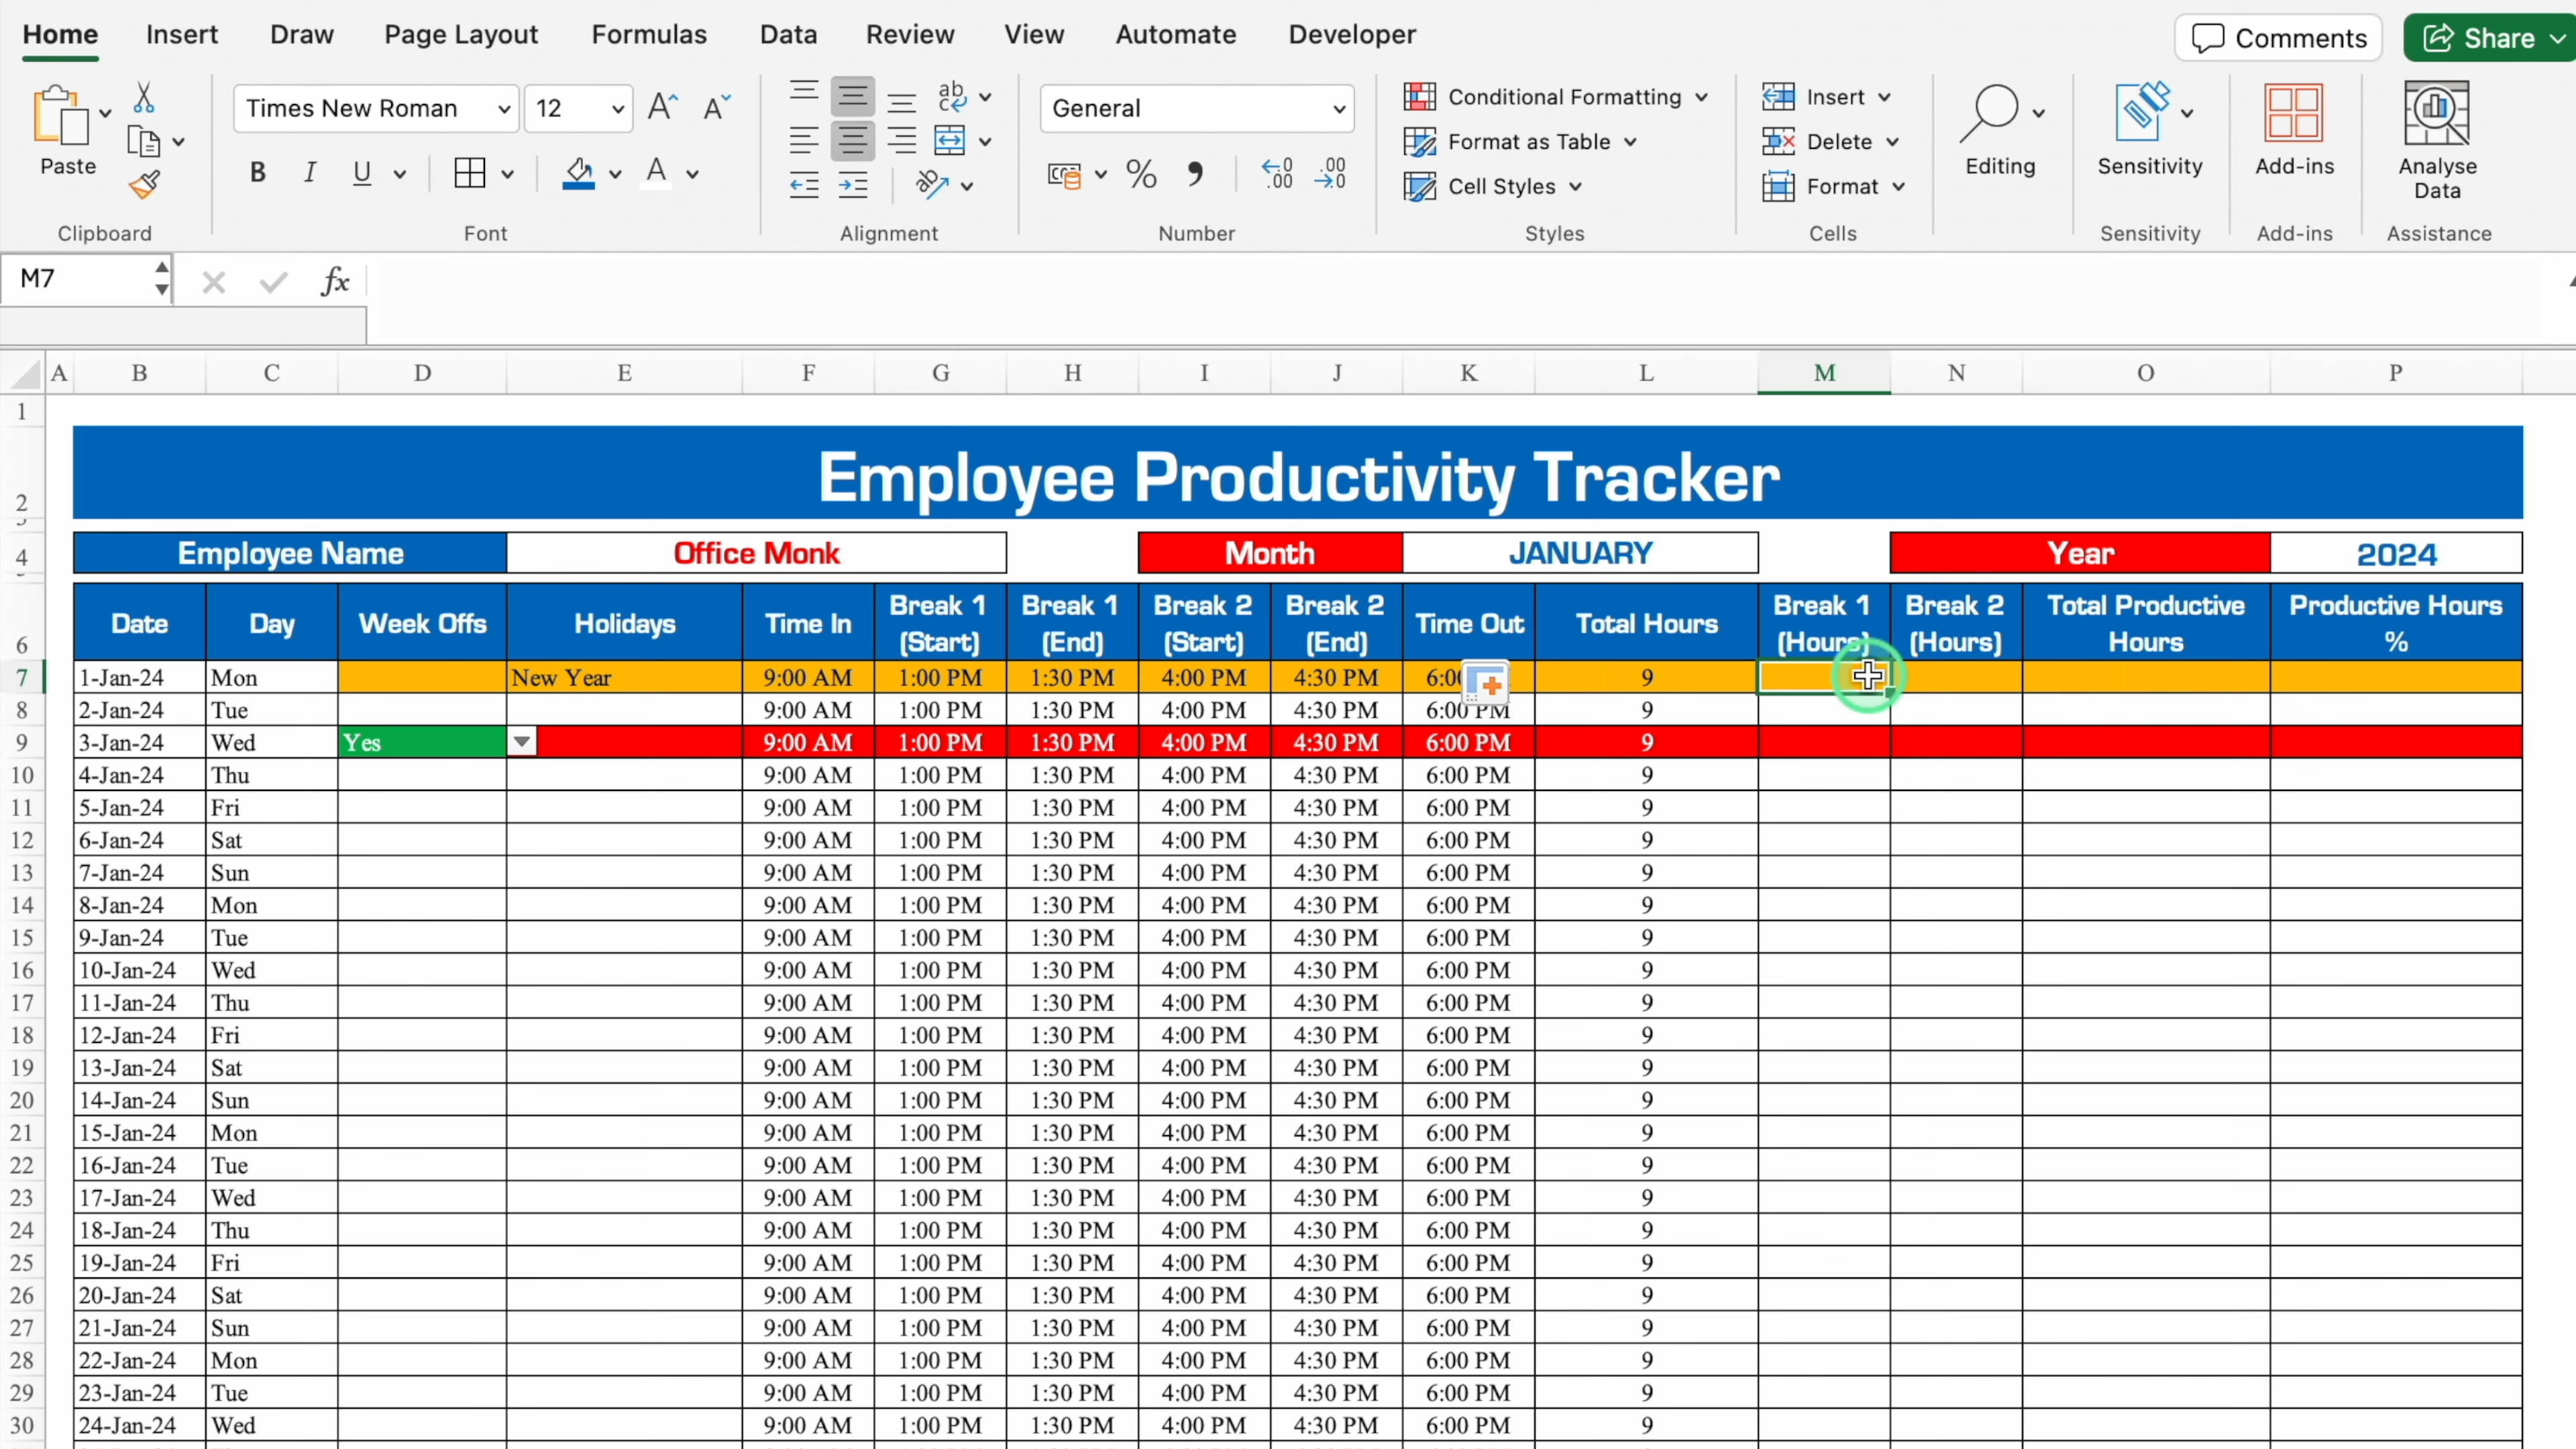 Home Insert Draw Page Layout Formulas Data Review View Automate Developer Comments Share
Paste
Times New Roman 12
B I U A
ab
General
% , .00 .00
Conditional Formatting
Format as Table
Cell Styles
Insert
Delete
Format
Editing
Sensitivity
Add-ins
Analyse
Data
Clipboard Font Alignment Number Styles Cells Sensitivity Add-ins Assistance
M7 fx
A B C D E F G H I J K L M N O P
1
2 Employee Productivity Tracker
4 Employee Name Office Monk Month JANUARY Year 2024
6 Date Day Week Offs Holidays Time In Break 1 (Start) Break 1 (End) Break 2 (Start) Break 2 (End) Time Out Total Hours Break 1 (Hours) Break 2 (Hours) Total Productive Hours Productive Hours %
7 1-Jan-24 Mon New Year 9:00 AM 1:00 PM 1:30 PM 4:00 PM 4:30 PM 9
8 2-Jan-24 Tue 9:00 AM 1:00 PM 1:30 PM 4:00 PM 4:30 PM 6:00 PM 9
9 3-Jan-24 Wed Yes 9:00 AM 1:00 PM 1:30 PM 4:00 PM 4:30 PM 6:00 PM 9
10 4-Jan-24 Thu 9:00 AM 1:00 PM 1:30 PM 4:00 PM 4:30 PM 6:00 PM 9
11 5-Jan-24 Fri 9:00 AM 1:00 PM 1:30 PM 4:00 PM 4:30 PM 6:00 PM 9
12 6-Jan-24 Sat 9:00 AM 1:00 PM 1:30 PM 4:00 PM 4:30 PM 6:00 PM 9
13 7-Jan-24 Sun 9:00 AM 1:00 PM 1:30 PM 4:00 PM 4:30 PM 6:00 PM 9
14 8-Jan-24 Mon 9:00 AM 1:00 PM 1:30 PM 4:00 PM 4:30 PM 6:00 PM 9
15 9-Jan-24 Tue 9:00 AM 1:00 PM 1:30 PM 4:00 PM 4:30 PM 6:00 PM 9
16 10-Jan-24 Wed 9:00 AM 1:00 PM 1:30 PM 4:00 PM 4:30 PM 6:00 PM 9
17 11-Jan-24 Thu 9:00 AM 1:00 PM 1:30 PM 4:00 PM 4:30 PM 6:00 PM 9
18 12-Jan-24 Fri 9:00 AM 1:00 PM 1:30 PM 4:00 PM 4:30 PM 6:00 PM 9
19 13-Jan-24 Sat 9:00 AM 1:00 PM 1:30 PM 4:00 PM 4:30 PM 6:00 PM 9
20 14-Jan-24 Sun 9:00 AM 1:00 PM 1:30 PM 4:00 PM 4:30 PM 6:00 PM 9
21 15-Jan-24 Mon 9:00 AM 1:00 PM 1:30 PM 4:00 PM 4:30 PM 6:00 PM 9
22 16-Jan-24 Tue 9:00 AM 1:00 PM 1:30 PM 4:00 PM 4:30 PM 6:00 PM 9
23 17-Jan-24 Wed 9:00 AM 1:00 PM 1:30 PM 4:00 PM 4:30 PM 6:00 PM 9
24 18-Jan-24 Thu 9:00 AM 1:00 PM 1:30 PM 4:00 PM 4:30 PM 6:00 PM 9
25 19-Jan-24 Fri 9:00 AM 1:00 PM 1:30 PM 4:00 PM 4:30 PM 6:00 PM 9
26 20-Jan-24 Sat 9:00 AM 1:00 PM 1:30 PM 4:00 PM 4:30 PM 6:00 PM 9
27 21-Jan-24 Sun 9:00 AM 1:00 PM 1:30 PM 4:00 PM 4:30 PM 6:00 PM 9
28 22-Jan-24 Mon 9:00 AM 1:00 PM 1:30 PM 4:00 PM 4:30 PM 6:00 PM 9
29 23-Jan-24 Tue 9:00 AM 1:00 PM 1:30 PM 4:00 PM 4:30 PM 6:00 PM 9
30 24-Jan-24 Wed 9:00 AM 1:00 PM 1:30 PM 4:00 PM 4:30 PM 6:00 PM 9